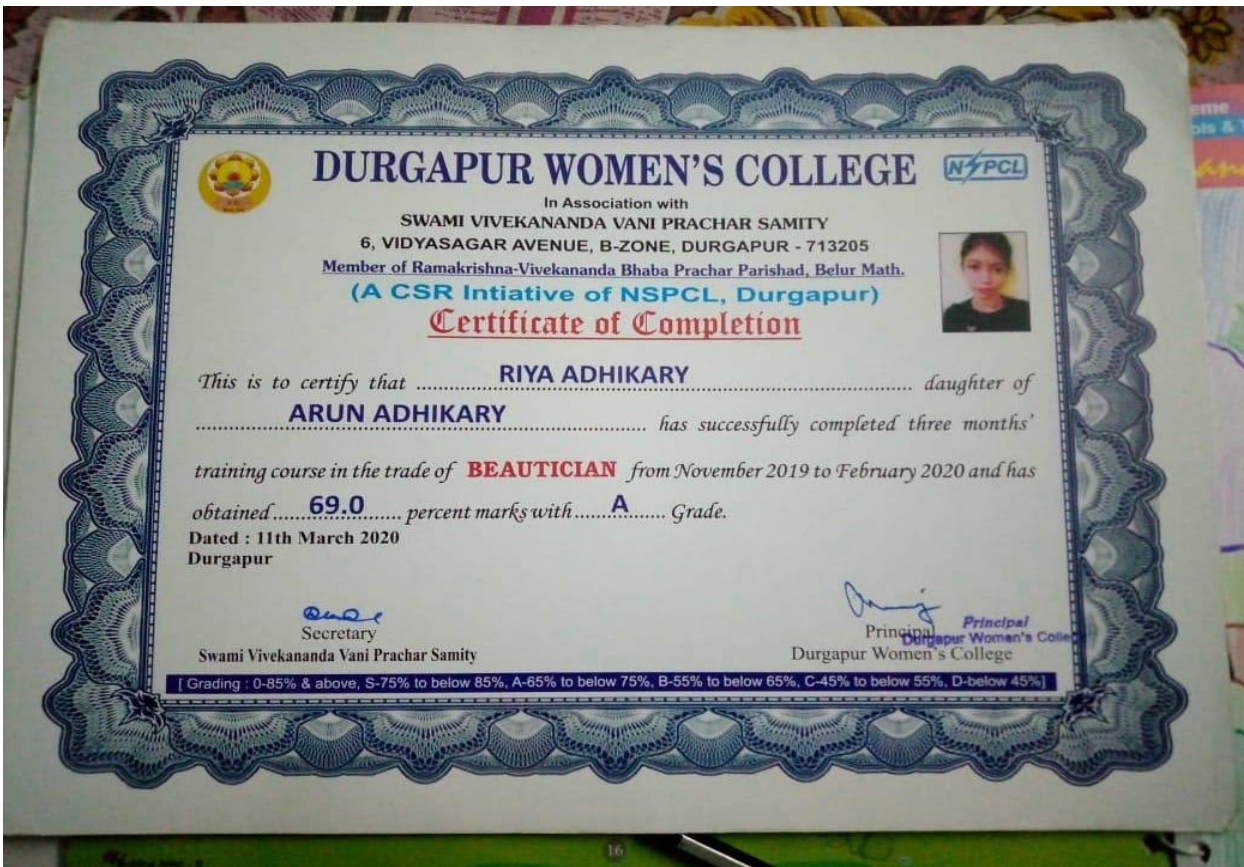 DURGAPUR WOMEN'S COLLEGE
NSPCL
In Association with
SWAMI VIVEKANANDA VANI PRACHAR SAMITY
6, VIDYASAGAR AVENUE, B-ZONE, DURGAPUR - 713205
Member of Ramakrishna-Vivekananda Bhaba Prachar Parishad, Belur Math.
(A CSR Intiative of NSPCL, Durgapur)
Certificate of Completion
This is to certify that RIYA ADHIKARY daughter of
ARUN ADHIKARY has successfully completed three months'
training course in the trade of BEAUTICIAN from November 2019 to February 2020 and has
obtained 69.0 percent marks with A Grade.
Dated : 11th March 2020
Durgapur
Secretary
Swami Vivekananda Vani Prachar Samity
Principal
Durgapur Women's College
Principal
Durgapur Women's College
[ Grading : 0-85% & above, S-75% to below 85%, A-65% to below 75%, B-55% to below 65%, C-45% to below 55%, D-below 45%]
16